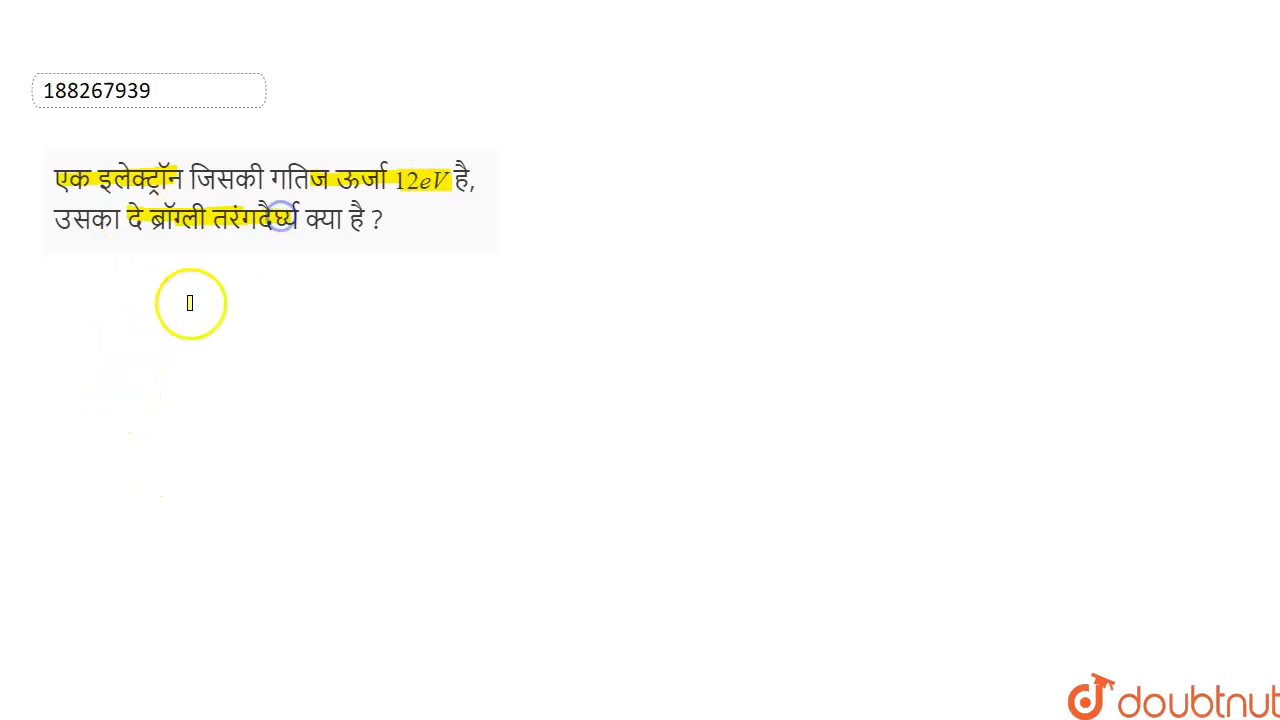 188267939
एक इलेक्ट्रॉन जिसकी गतिज ऊर्जा 12eV है,
उसका दे ब्रॉग्ली तरंगदैर्घ्य क्या है ?
doubtnut